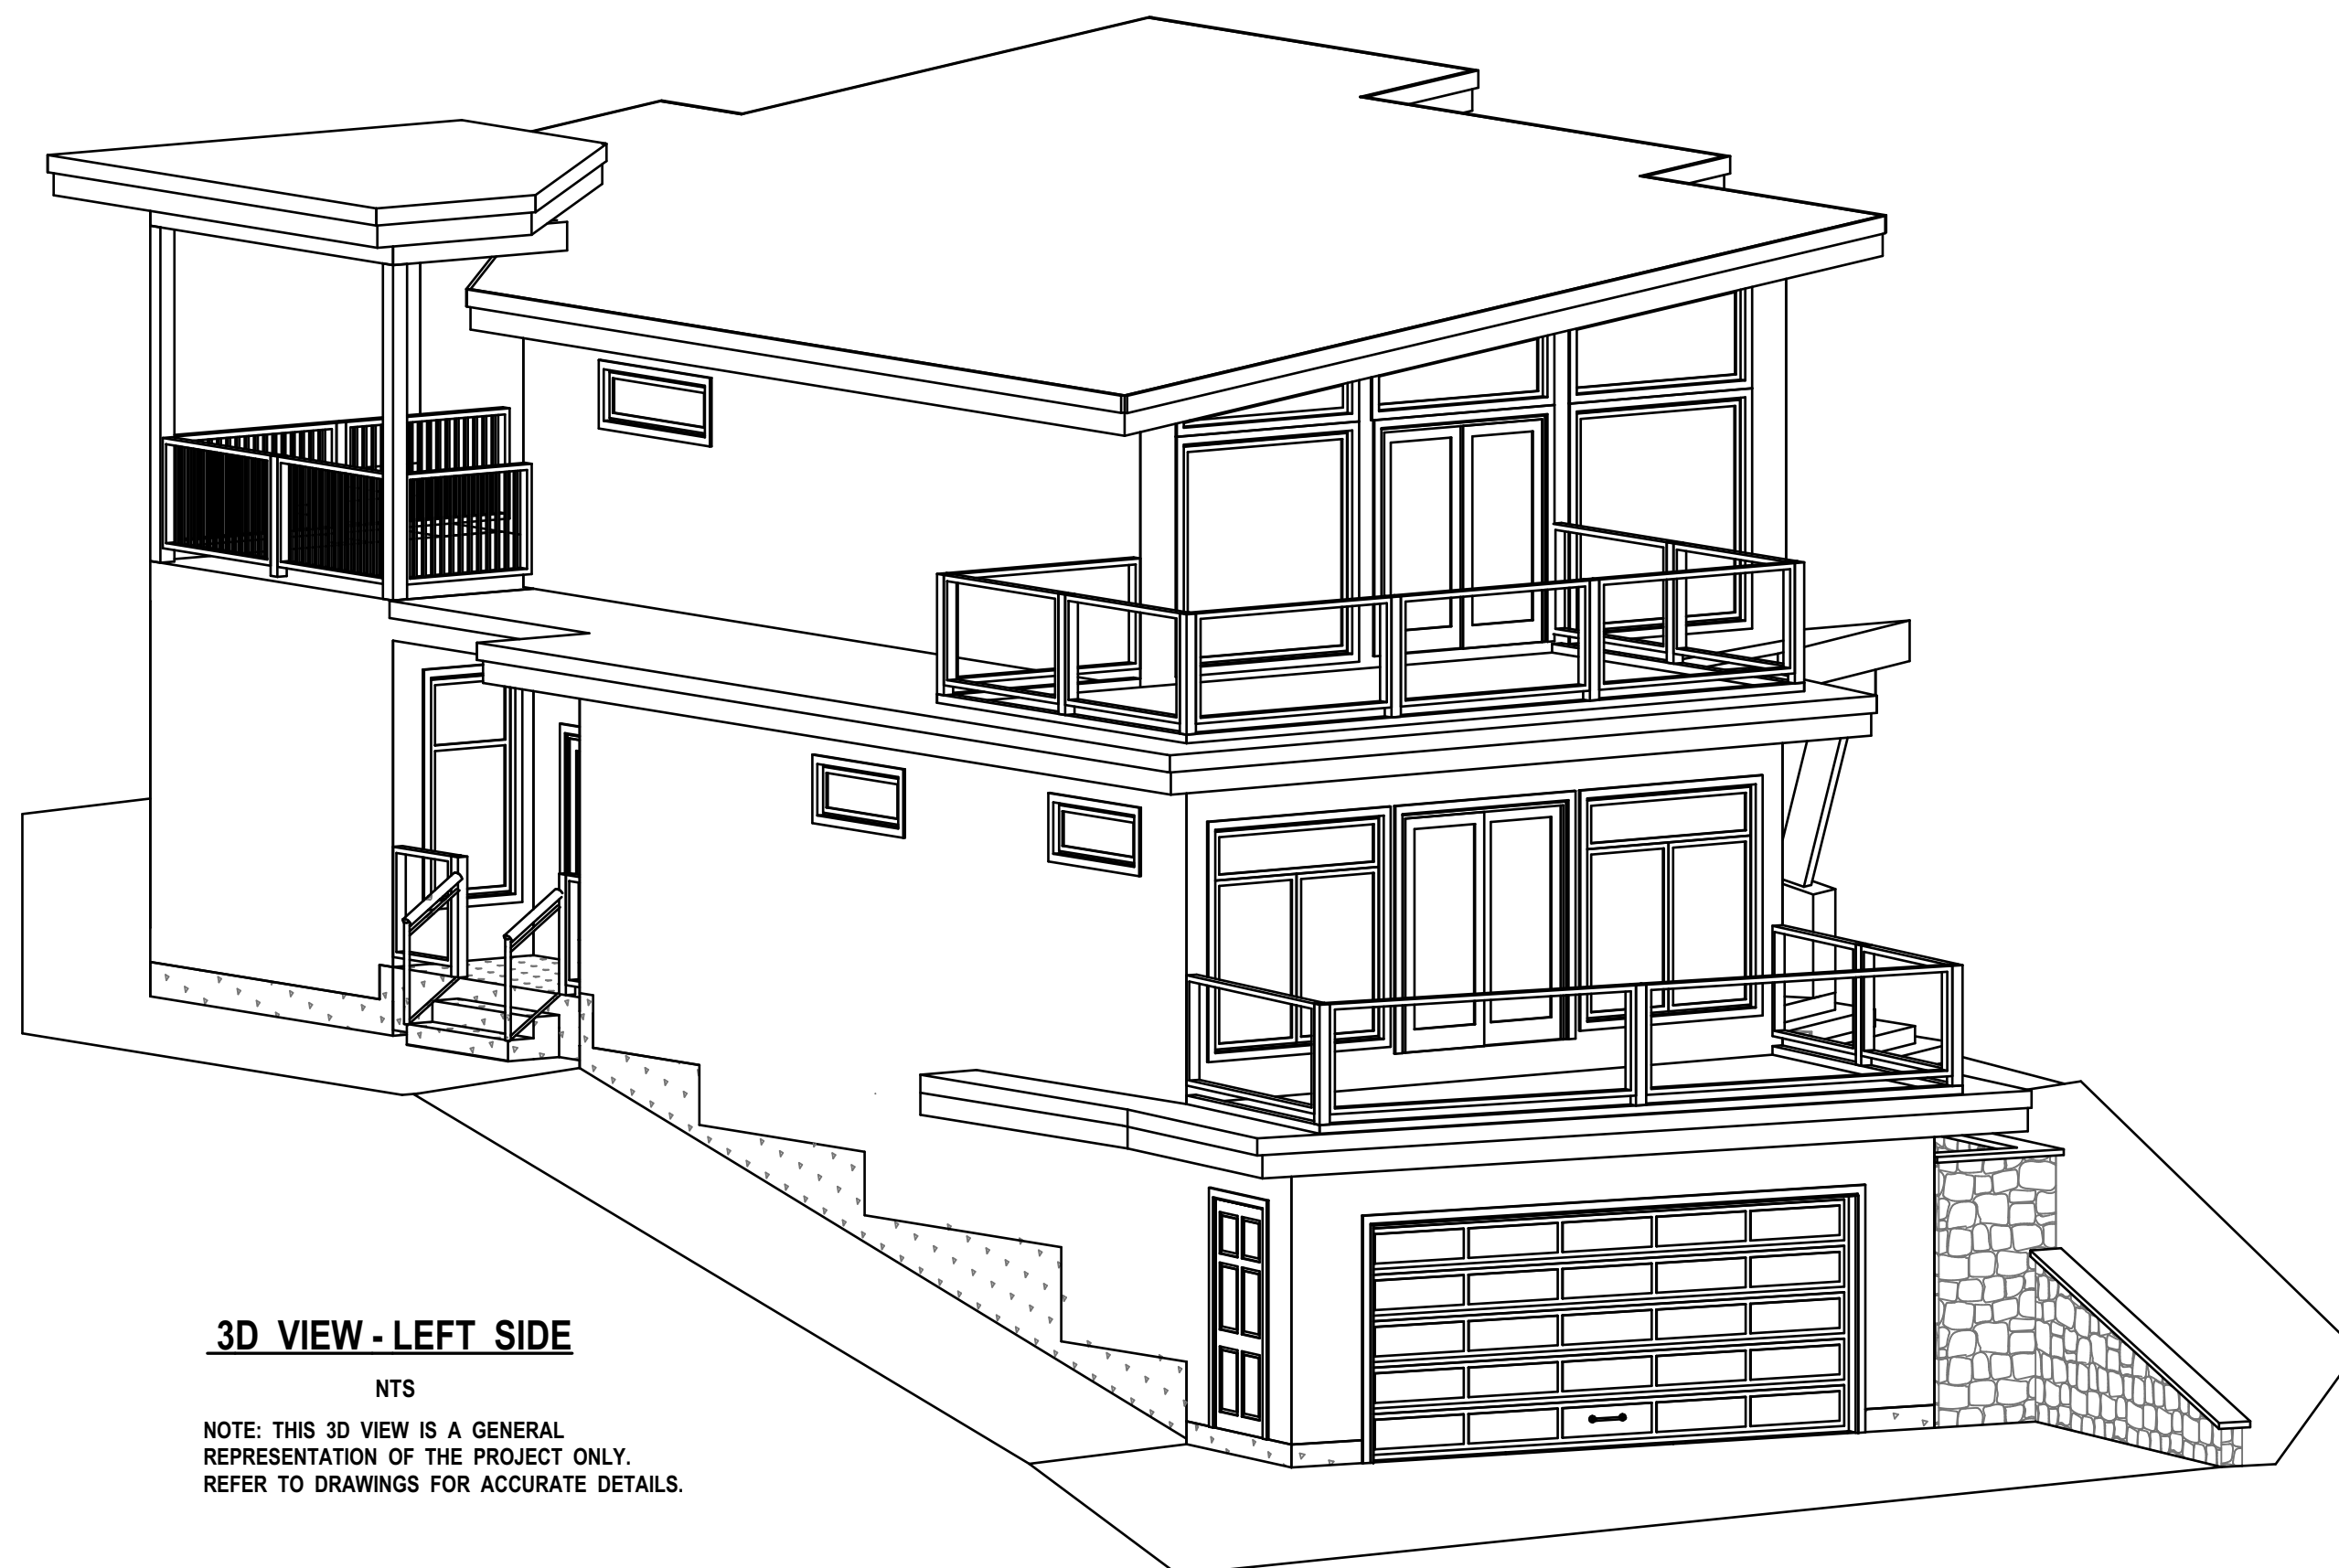 3D VIEW - LEFT SIDE
NTS
NOTE: THIS 3D VIEW IS A GENERAL
REPRESENTATION OF THE PROJECT ONLY.
REFER TO DRAWINGS FOR ACCURATE DETAILS.